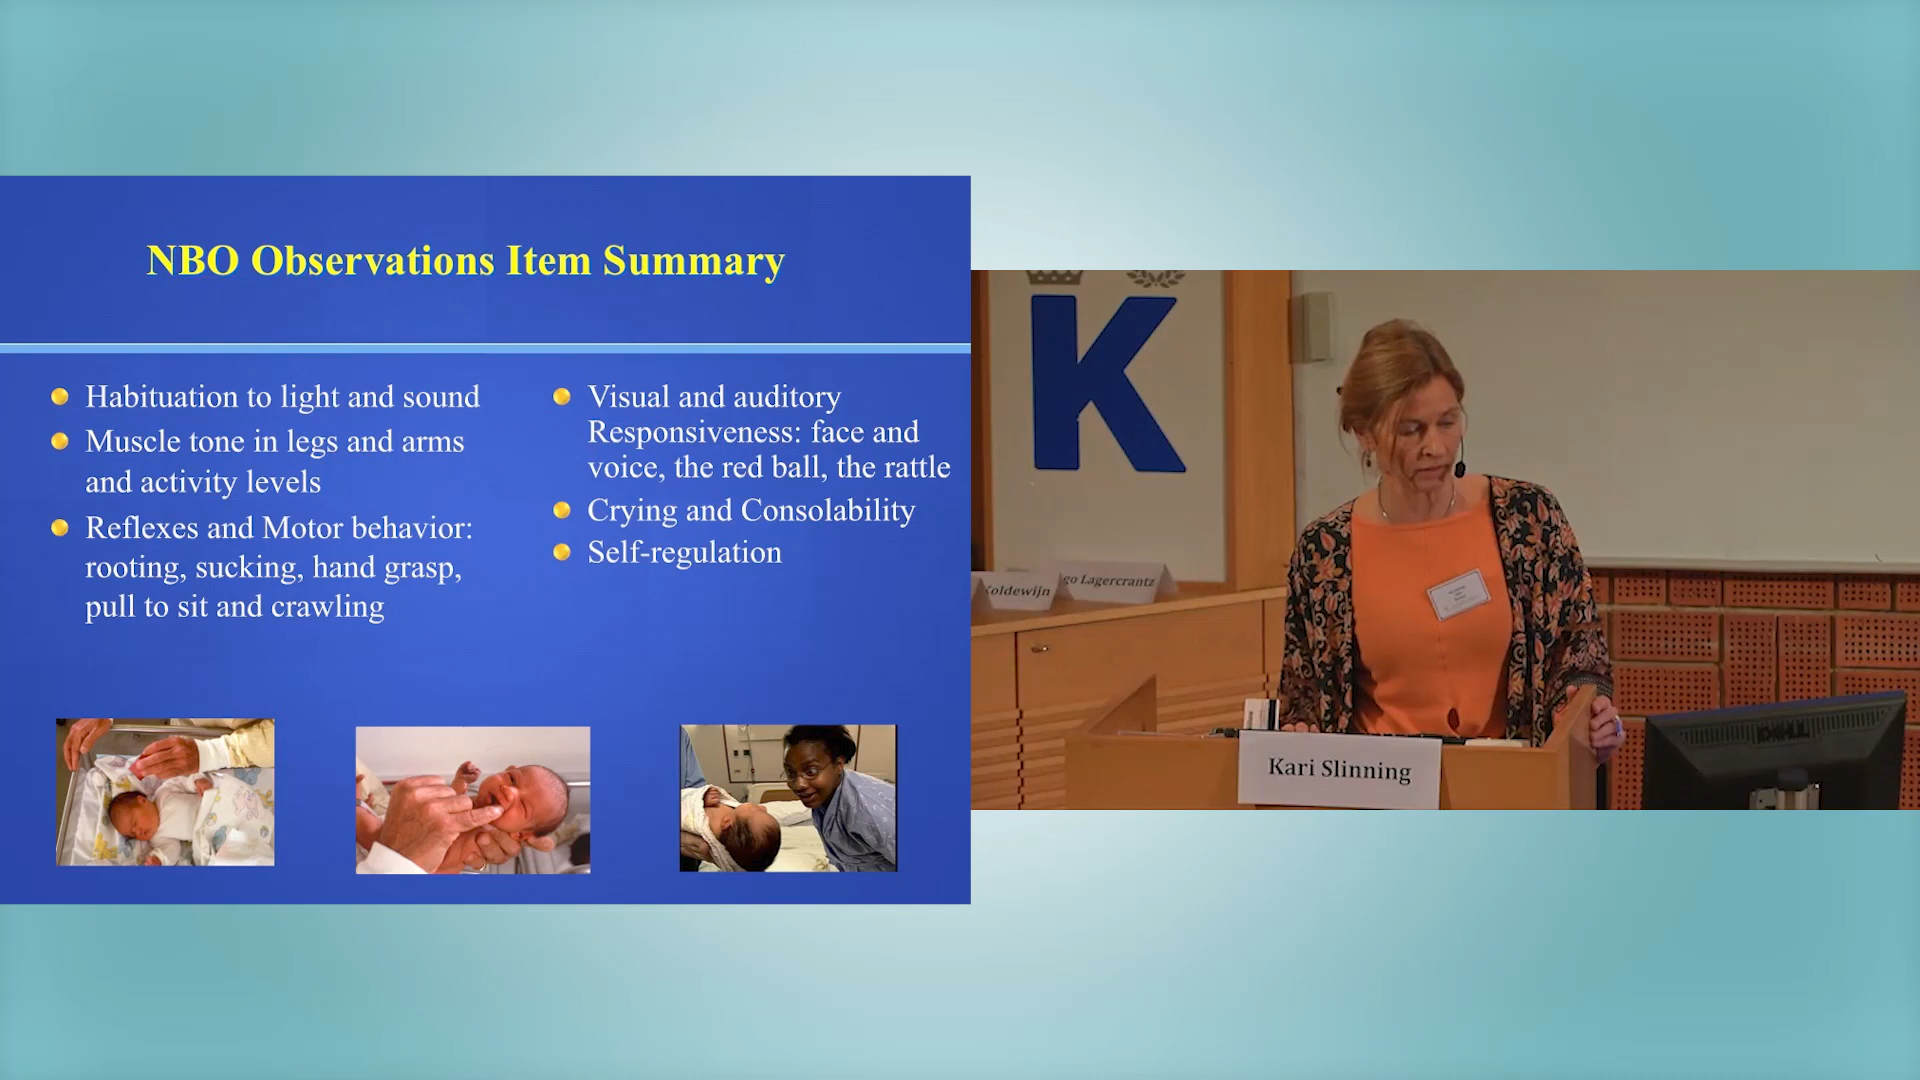 NBO Observations Item Summary
Habituation to light and sound
Muscle tone in legs and arms
and activity levels
Reflexes and Motor behavior:
rooting, sucking, hand grasp,
pull to sit and crawling
Visual and auditory
Responsiveness: face and
voice, the red ball, the rattle
Crying and Consolability
Self-regulation
K
Koldewijn
go Lagercrantz
Kari Slinning